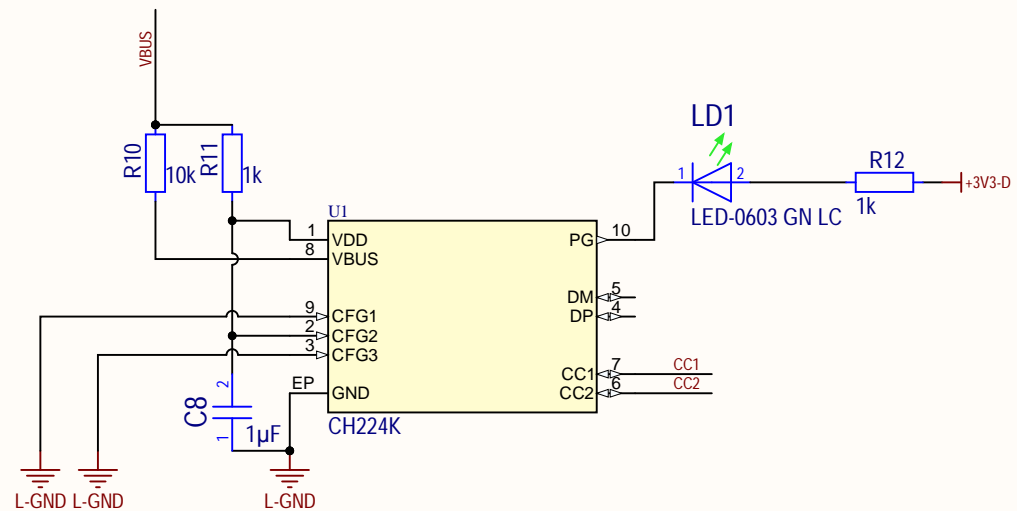 VBUS
R10
10k
R11
1k
U1
1
VDD
8
VBUS
9
CFG1
2
CFG2
3
CFG3
EP
GND
CH224K
PG
10
DM
5
DP
4
CC1
7
CC1
CC2
6
CC2
LD1
1
2
LED-0603 GN LC
R12
1k
+3V3-D
C8
2
1
1µF
L-GND
L-GND
L-GND